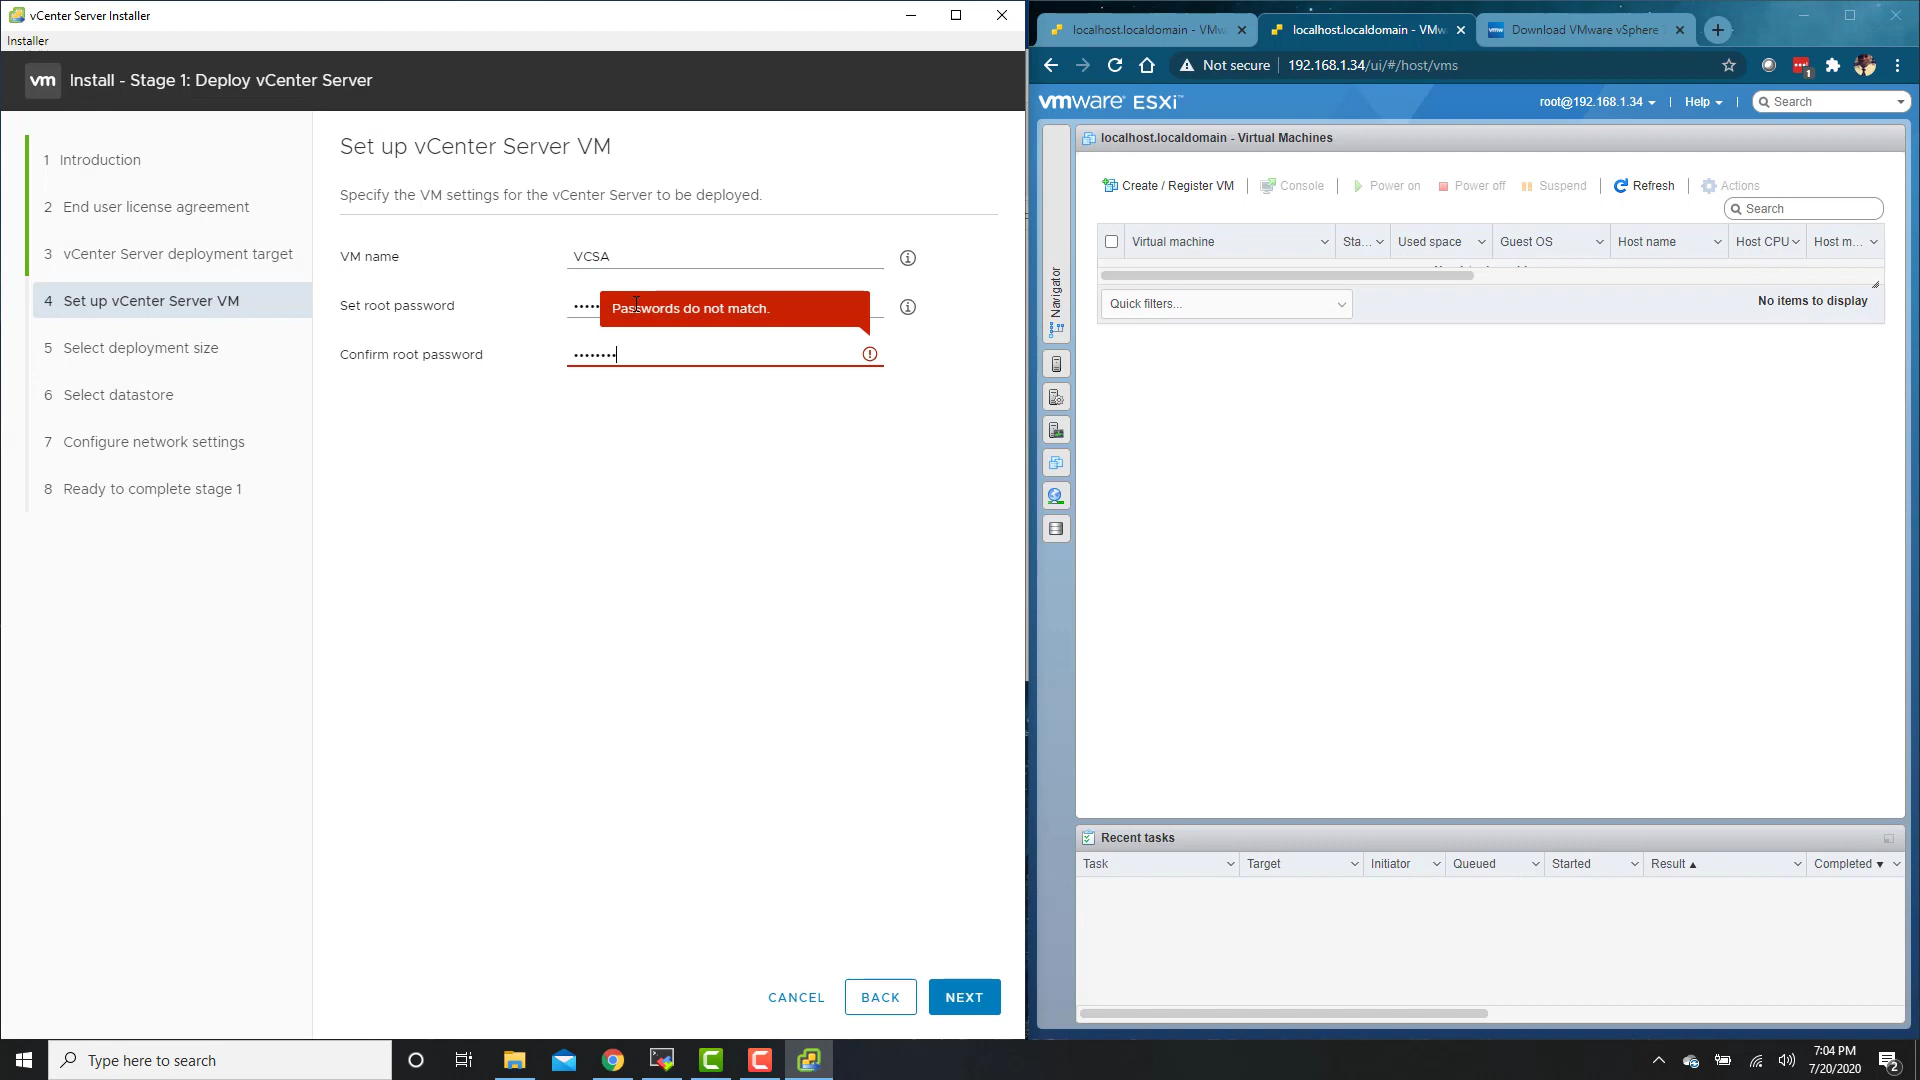 vCenter Server Installer
Installer
vm Install - Stage 1: Deploy vCenter Server
1 Introduction
2 End user license agreement
3 vCenter Server deployment target
4 Set up vCenter Server VM
5 Select deployment size
6 Select datastore
7 Configure network settings
8 Ready to complete stage 1
Set up vCenter Server VM
Specify the VM settings for the vCenter Server to be deployed.
VM name VCSA
Set root password •••••
Passwords do not match.
Confirm root password ••••••••
CANCEL BACK NEXT
localhost.localdomain - VMw
localhost.localdomain - VMw
vmw Download VMware vSphere
Not secure 192.168.1.34/ui/#/host/vms
1
vmware ESXi™
root@192.168.1.34 | Help | Search
Navigator
localhost.localdomain - Virtual Machines
Create / Register VM | Console | Power on Power off Suspend | Refresh | Actions
Search
Virtual machine Sta... Used space Guest OS Host name Host CPU Host m...
Quick filters... No items to display
Recent tasks
Task Target Initiator Queued Started Result ▲ Completed ▼
Type here to search
7:04 PM
7/20/2020
2